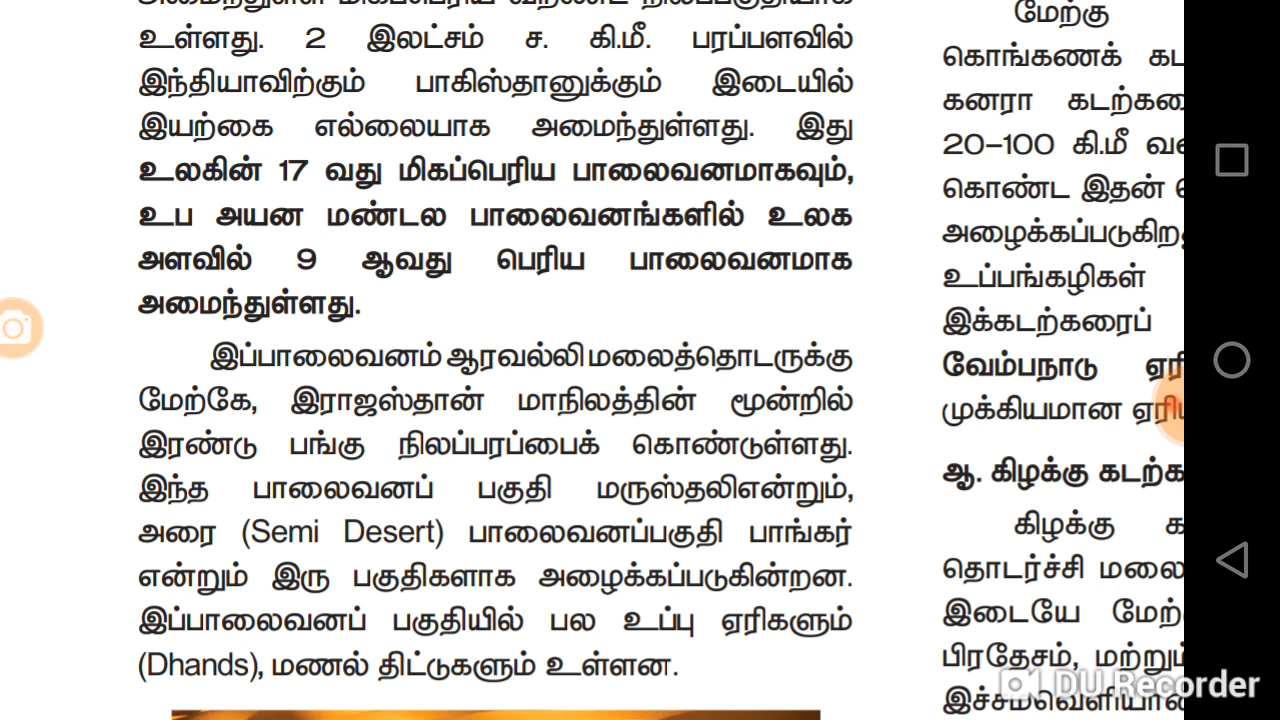 உள்ளது. 2 இலட்சம் ச. கி.மீ. பரப்பளவில்
இந்தியாவிற்கும் பாகிஸ்தானுக்கும் இடையில்
இயற்கை எல்லையாக அமைந்துள்ளது. இது
உலகின் 17 வது மிகப்பெரிய பாலைவனமாகவும்,
உப அயன மண்டல பாலைவனங்களில் உலக
அளவில் 9 ஆவது பெரிய பாலைவனமாக
அமைந்துள்ளது.
இப்பாலைவனம் ஆரவல்லி மலைத்தொடருக்கு
மேற்கே, இராஜஸ்தான் மாநிலத்தின் மூன்றில்
இரண்டு பங்கு நிலப்பரப்பைக் கொண்டுள்ளது.
இந்த பாலைவனப் பகுதி மருஸ்தலிஎன்றும்,
அரை (Semi Desert) பாலைவனப்பகுதி பாங்கர்
என்றும் இரு பகுதிகளாக அழைக்கப்படுகின்றன.
இப்பாலைவனப் பகுதியில் பல உப்பு ஏரிகளும்
(Dhands), மணல் திட்டுகளும் உள்ளன.
மேற்கு
கொங்கணக்
கனரா
20–100 கி.மீ
கொண்ட இதன்
உப்பங்கழிகள்
இக்கடற்கரைப்
வேம்பநாடு
முக்கியமான
ஆ. கிழக்கு
கிழக்கு
தொடர்ச்சி
இடையே
பிரதேசம், மற்றும்
DU Recorder